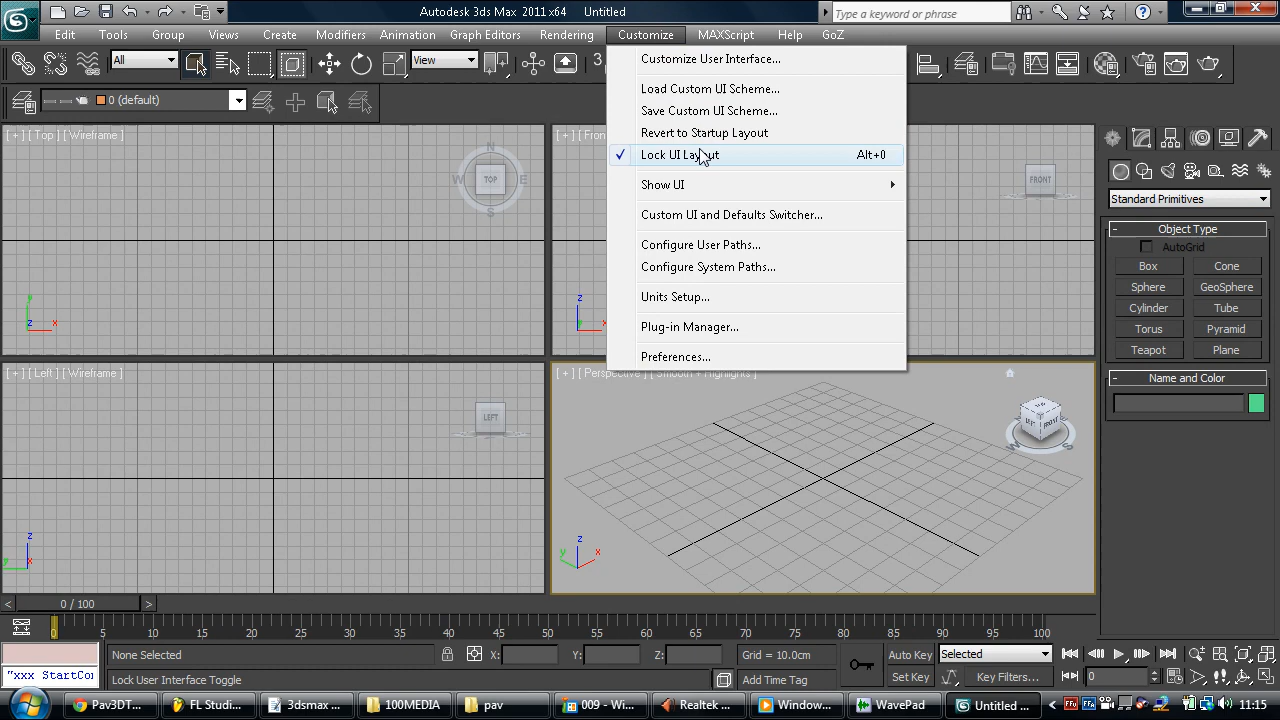 Autodesk 3ds Max 2011 x64 Untitled
Type a keyword or phrase
Edit Tools Group Views Create Modifiers Animation Graph Editors Rendering Customize MAXScript Help GoZ
All
View
3
0 (default)
Customize User Interface...
Load Custom UI Scheme...
Save Custom UI Scheme...
Revert to Startup Layout
Lock UI Layout Alt+0
Show UI
Custom UI and Defaults Switcher...
Configure User Paths...
Configure System Paths...
Units Setup...
Plug-in Manager...
Preferences...
[ + ] [ Top ] [ Wireframe ]
N
W TOP E
S
y
z x
[ + ] [ Fron
FRONT
z
[ + ] [ Left ] [ Wireframe ]
LEFT
z
y x
[ + ] [ Perspective ] [ Smooth + Highlights ]
FRONT
W S
z
y x
Standard Primitives
- Object Type
AutoGrid
Box Cone
Sphere GeoSphere
Cylinder Tube
Torus Pyramid
Teapot Plane
- Name and Color
< 0 / 100 >
0 5 10 15 20 25 30 35 40 45 50 55 60 65 70 75 80 85 90 95 100
None Selected X: Y: Z: Grid = 10.0cm Auto Key Selected
"xxx StartCo Lock User Interface Toggle Add Time Tag Set Key Key Filters... 0
Pav3DT... FL Studi... 3dsma... 100MEDIA pav 009 - Wi... Realtek ... Window... WavePad Untitled ... 11:15